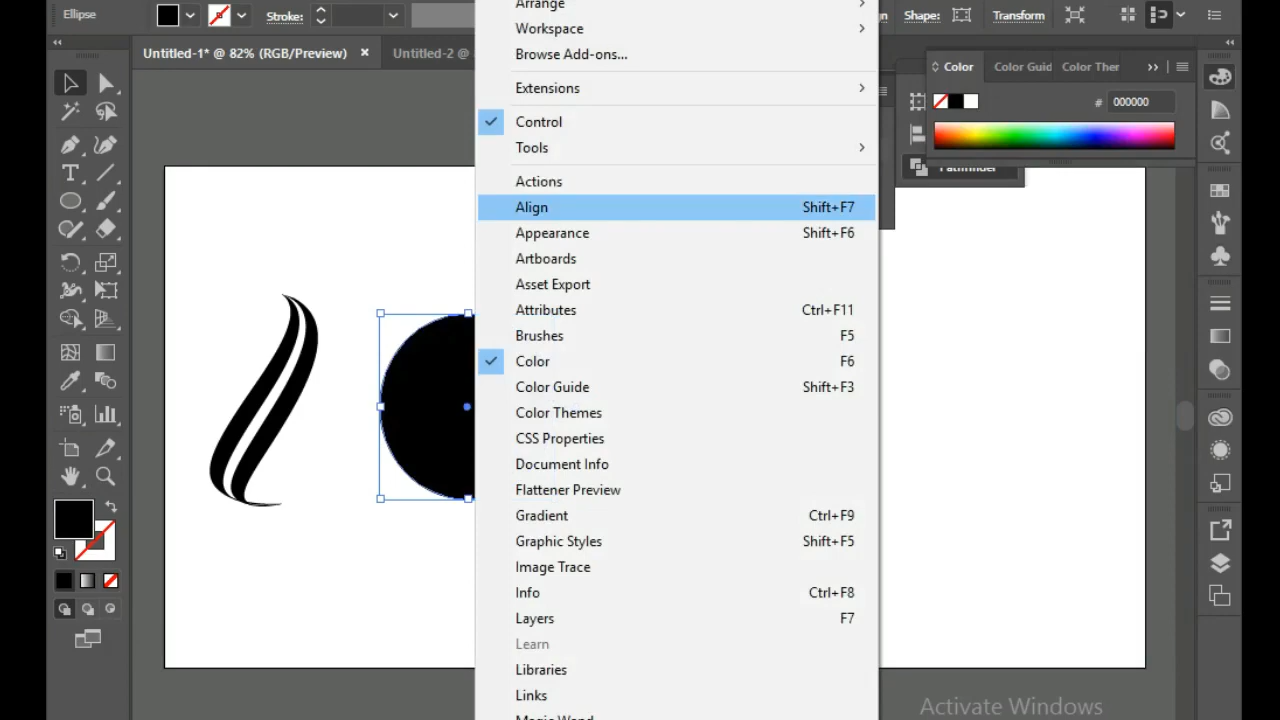 Ellipse
Stroke:
Shape:
Transform
Untitled-1* @ 82% (RGB/Preview) ×
Untitled-2 @
Arrange
Workspace
Browse Add-ons...
Extensions
Control
Tools
Actions
Align Shift+F7
Appearance Shift+F6
Artboards
Asset Export
Attributes Ctrl+F11
Brushes F5
Color F6
Color Guide Shift+F3
Color Themes
CSS Properties
Document Info
Flattener Preview
Gradient Ctrl+F9
Graphic Styles Shift+F5
Image Trace
Info Ctrl+F8
Layers F7
Learn
Libraries
Links
Magic Wand
Color Color Guid Color Ther
# 000000
Pathfinder
Activate Windows